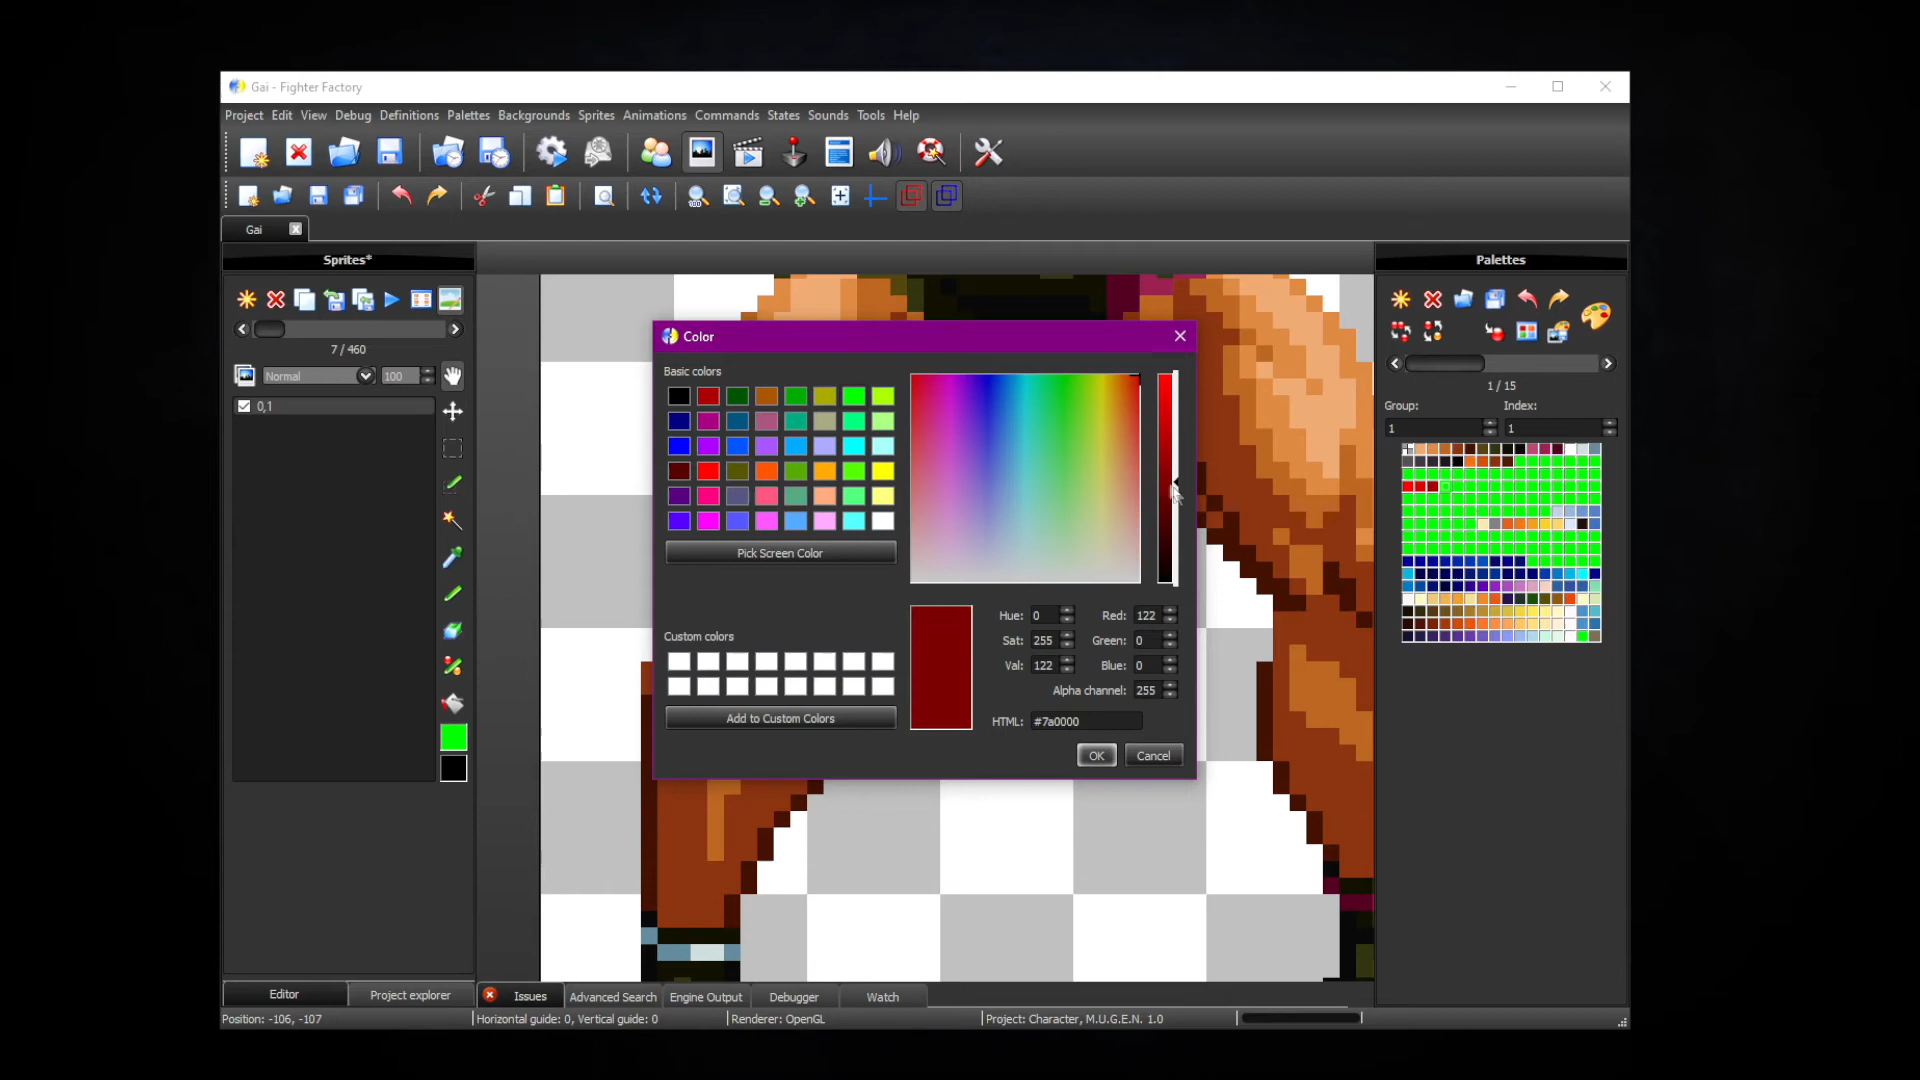 Gai - Fighter Factory
Project Edit View Debug Definitions Palettes Backgrounds Sprites Animations Commands States Sounds Tools Help
Gai
Sprites*
7 / 460
Normal 100
0,1
Color
Basic colors
Pick Screen Color
Custom colors
Add to Custom Colors
Hue: 0 Red: 122
Sat: 255 Green: 0
Val: 122 Blue: 0
Alpha channel: 255
HTML: #7a0000
OK Cancel
Palettes
1 / 15
Group: Index:
1 1
Editor Project explorer Issues Advanced Search Engine Output Debugger Watch
Position: -106, -107 Horizontal guide: 0, Vertical guide: 0 Renderer: OpenGL Project: Character, M.U.G.E.N. 1.0